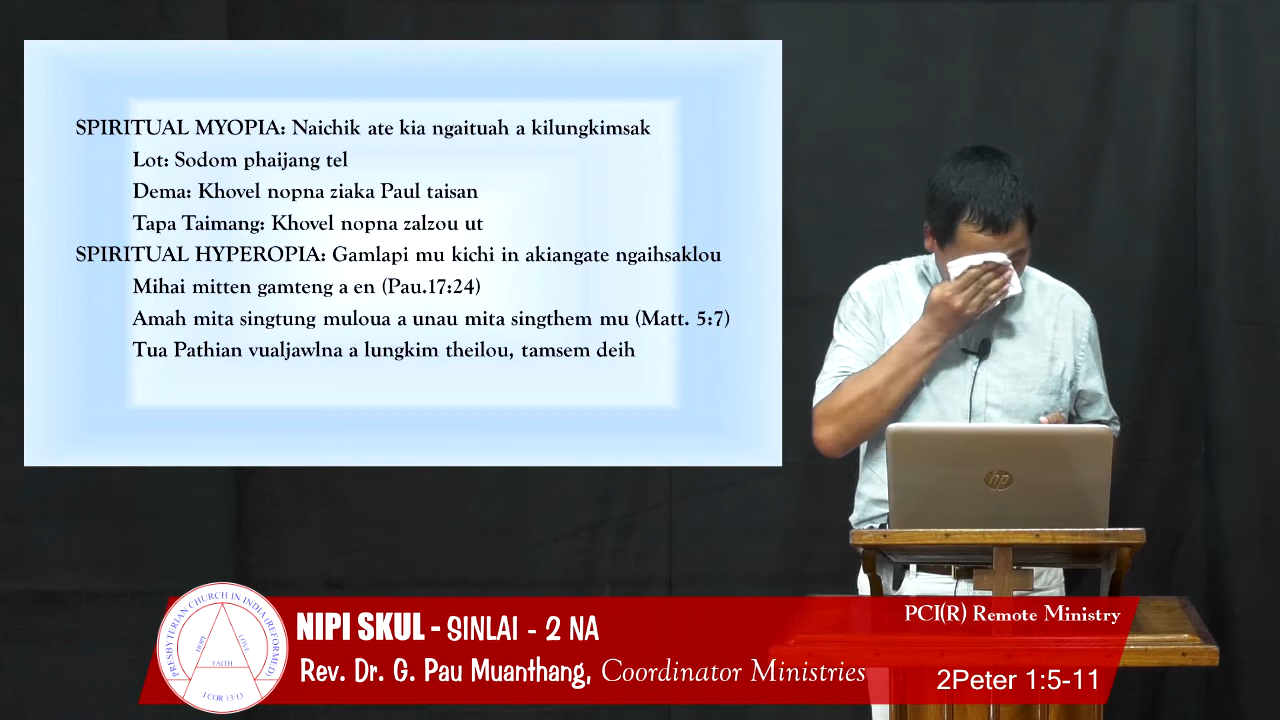 SPIRITUAL MYOPIA: Naichik ate kia ngaituah a kilungkimsak
Lot: Sodom phaijang tel
Dema: Khovel nopna ziaka Paul taisan
Tapa Taimang: Khovel nopna zalzou ut
SPIRITUAL HYPEROPIA: Gamlapi mu kichi in akiangate ngaihsaklou
Mihai mitten gamteng a en (Pau.17:24)
Amah mita singtung muloua a unau mita singthem mu (Matt. 5:7)
Tua Pathian vualjawlna a lungkim theilou, tamsem deih
hp
PRESBYTERIAN CHURCH IN INDIA (REFORMED)
HOPE
LOVE
FAITH
I COR 13:13
NIPI SKUL - SINLAI - 2 NA
Rev. Dr. G. Pau Muanthang, Coordinator Ministries
PCI(R) Remote Ministry
2Peter 1:5-11